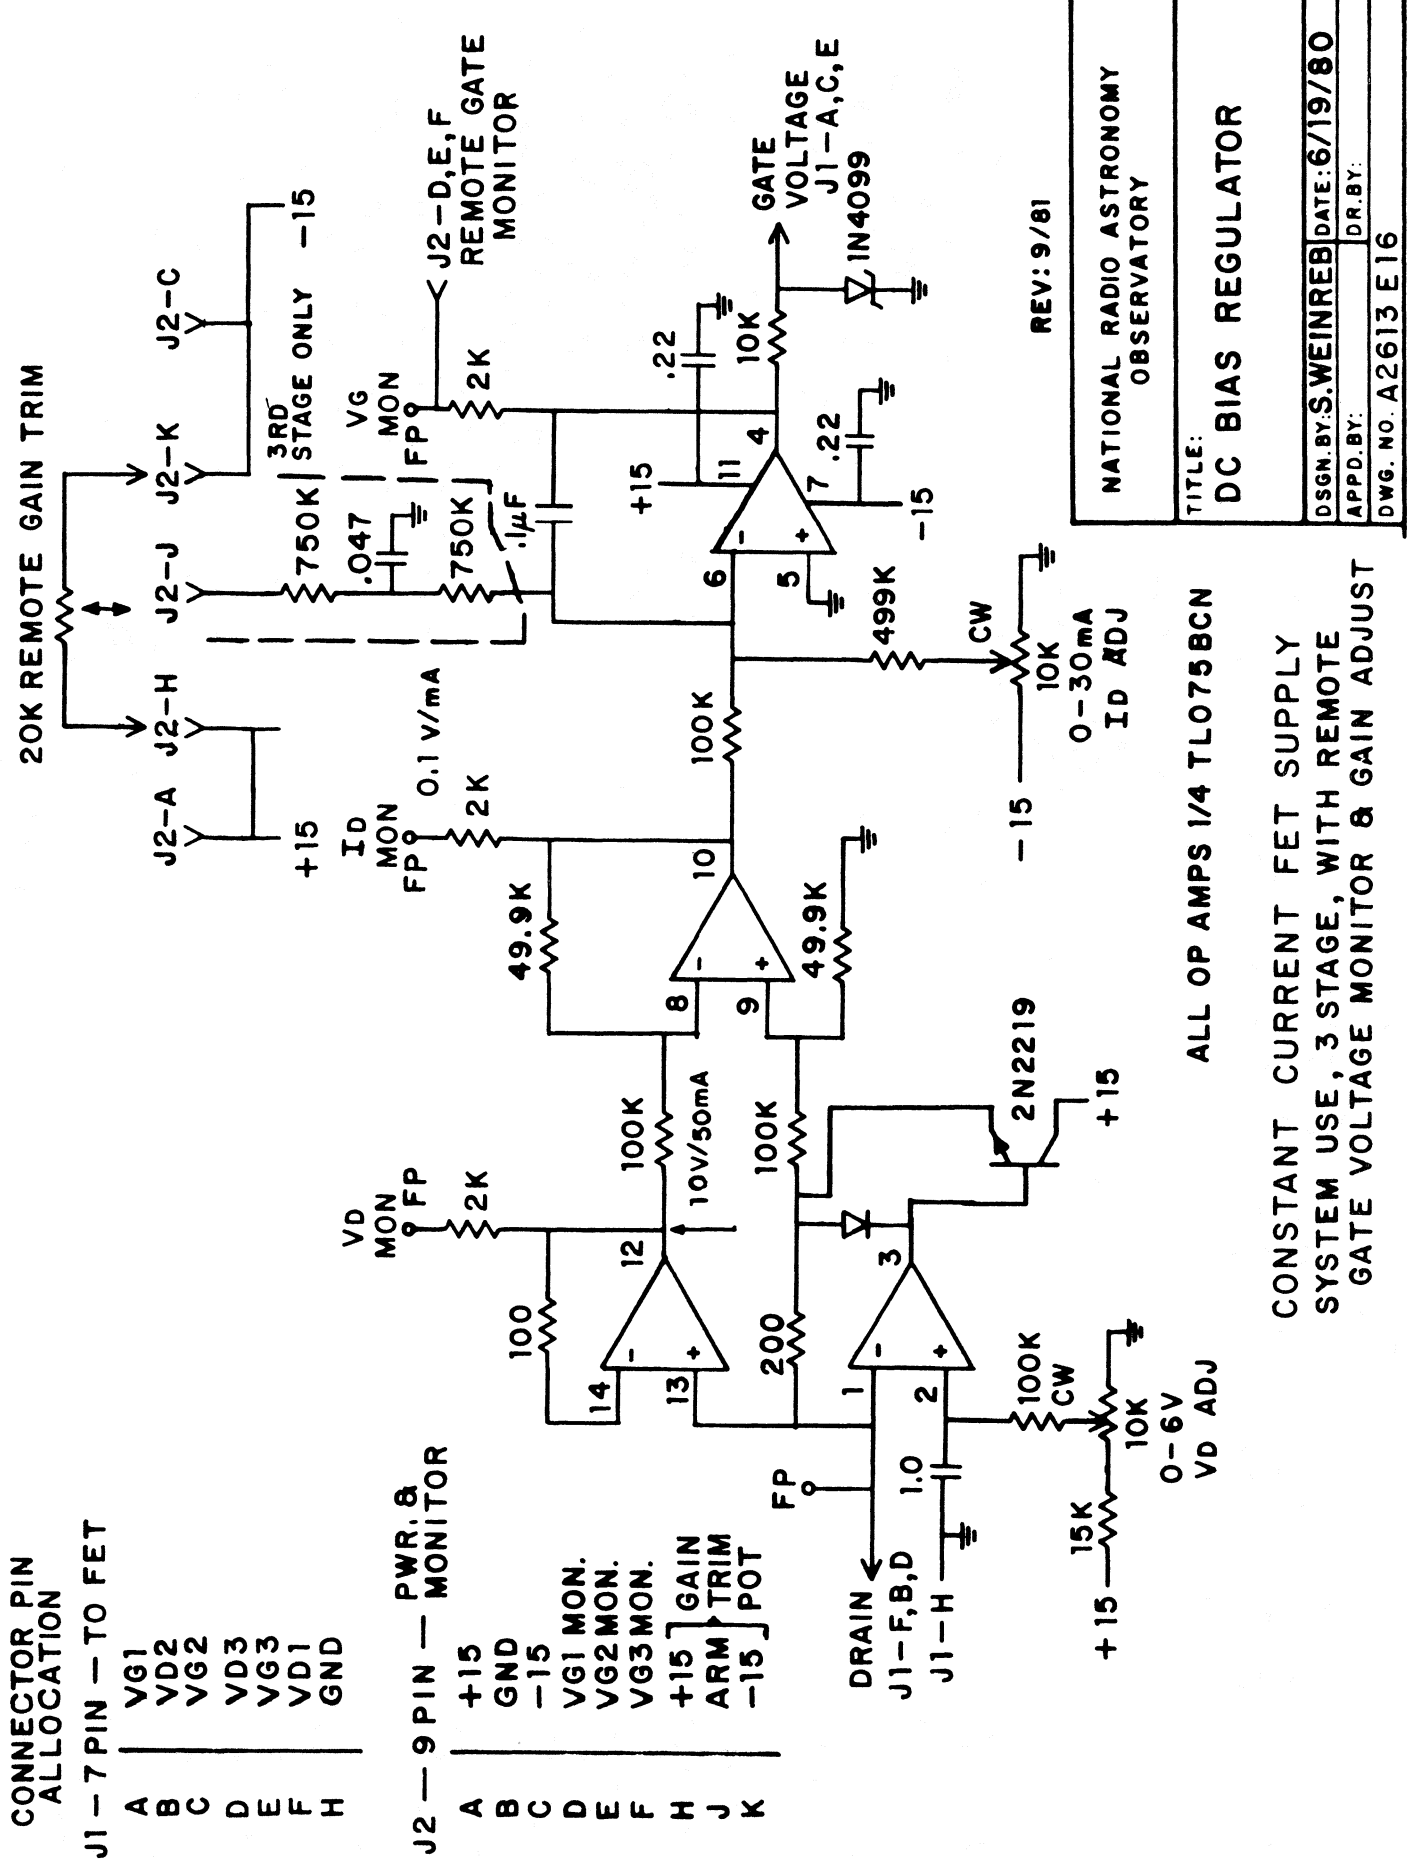 CONNECTOR PIN
ALLOCATION
J1 — 7 PIN — TO FET
A VG1
B VD2
C VG2
D VD3
E VG3
F VD1
H GND
J2 — 9 PIN — PWR. &
MONITOR
A +15
B GND
C -15
D VG1 MON.
E VG2 MON.
F VG3 MON.
H +15 GAIN
J ARM TRIM
K -15 POT
20K REMOTE GAIN TRIM
J2-A
J2-H
J2-J
J2-K
J2-C
+15
-15
3RD
STAGE ONLY
750K
.047
750K
VD
MON
FP
2K
ID
MON
FP
0.1 V/mA
2K
VG
MON
FP
2K
J2-D,E,F
REMOTE GATE
MONITOR
100
14
13
12
100K
10V/50mA
49.9K
8
9
10
49.9K
100K
.1µF
6
5
+15
11
4
7
-15
.22
.22
10K
GATE
VOLTAGE
J1-A,C,E
1N4099
499K
CW
-15
10K
0-30mA
ID ADJ
FP
200
100K
1
2
3
2N2219
+15
DRAIN
J1-F,B,D
J1-H
1.0
100K
CW
+15
15K
10K
0-6V
VD ADJ
ALL OP AMPS 1/4 TL075BCN
CONSTANT CURRENT FET SUPPLY
SYSTEM USE, 3 STAGE, WITH REMOTE
GATE VOLTAGE MONITOR & GAIN ADJUST
REV: 9/81
NATIONAL RADIO ASTRONOMY
OBSERVATORY
TITLE:
DC BIAS REGULATOR
DSGN. BY: S. WEINREB DATE: 6/19/80
APPD. BY: DR. BY:
DWG. NO. A2613 E16